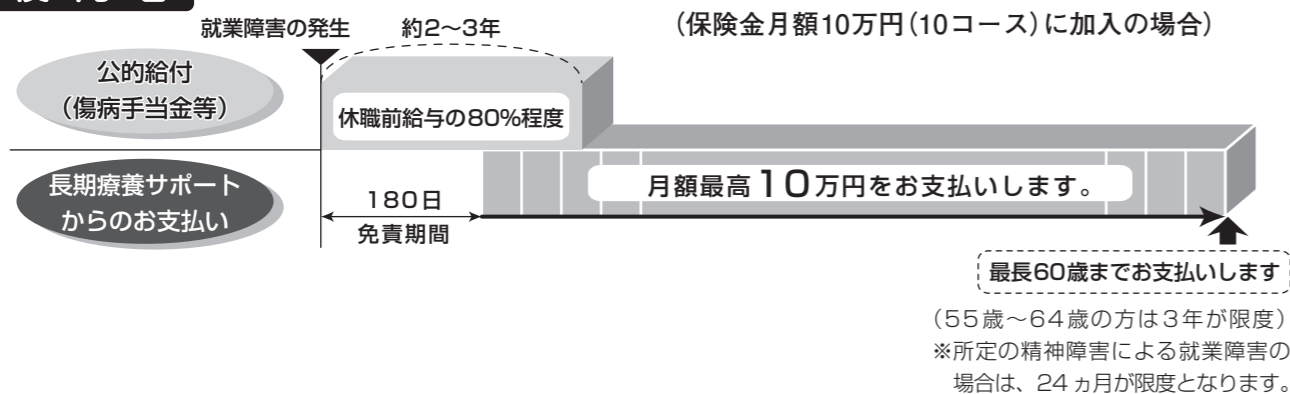 就業障害の発生
約2～3年
（保険金月額10万円（10コース）に加入の場合）
公的給付
（傷病手当金等）
休職前給与の80％程度
長期療養サポート
からのお支払い
180日
免責期間
月額最高10万円をお支払いします。
最長60歳までお支払いします
（55歳～64歳の方は3年が限度）
※所定の精神障害による就業障害の
場合は、24ヵ月が限度となります。